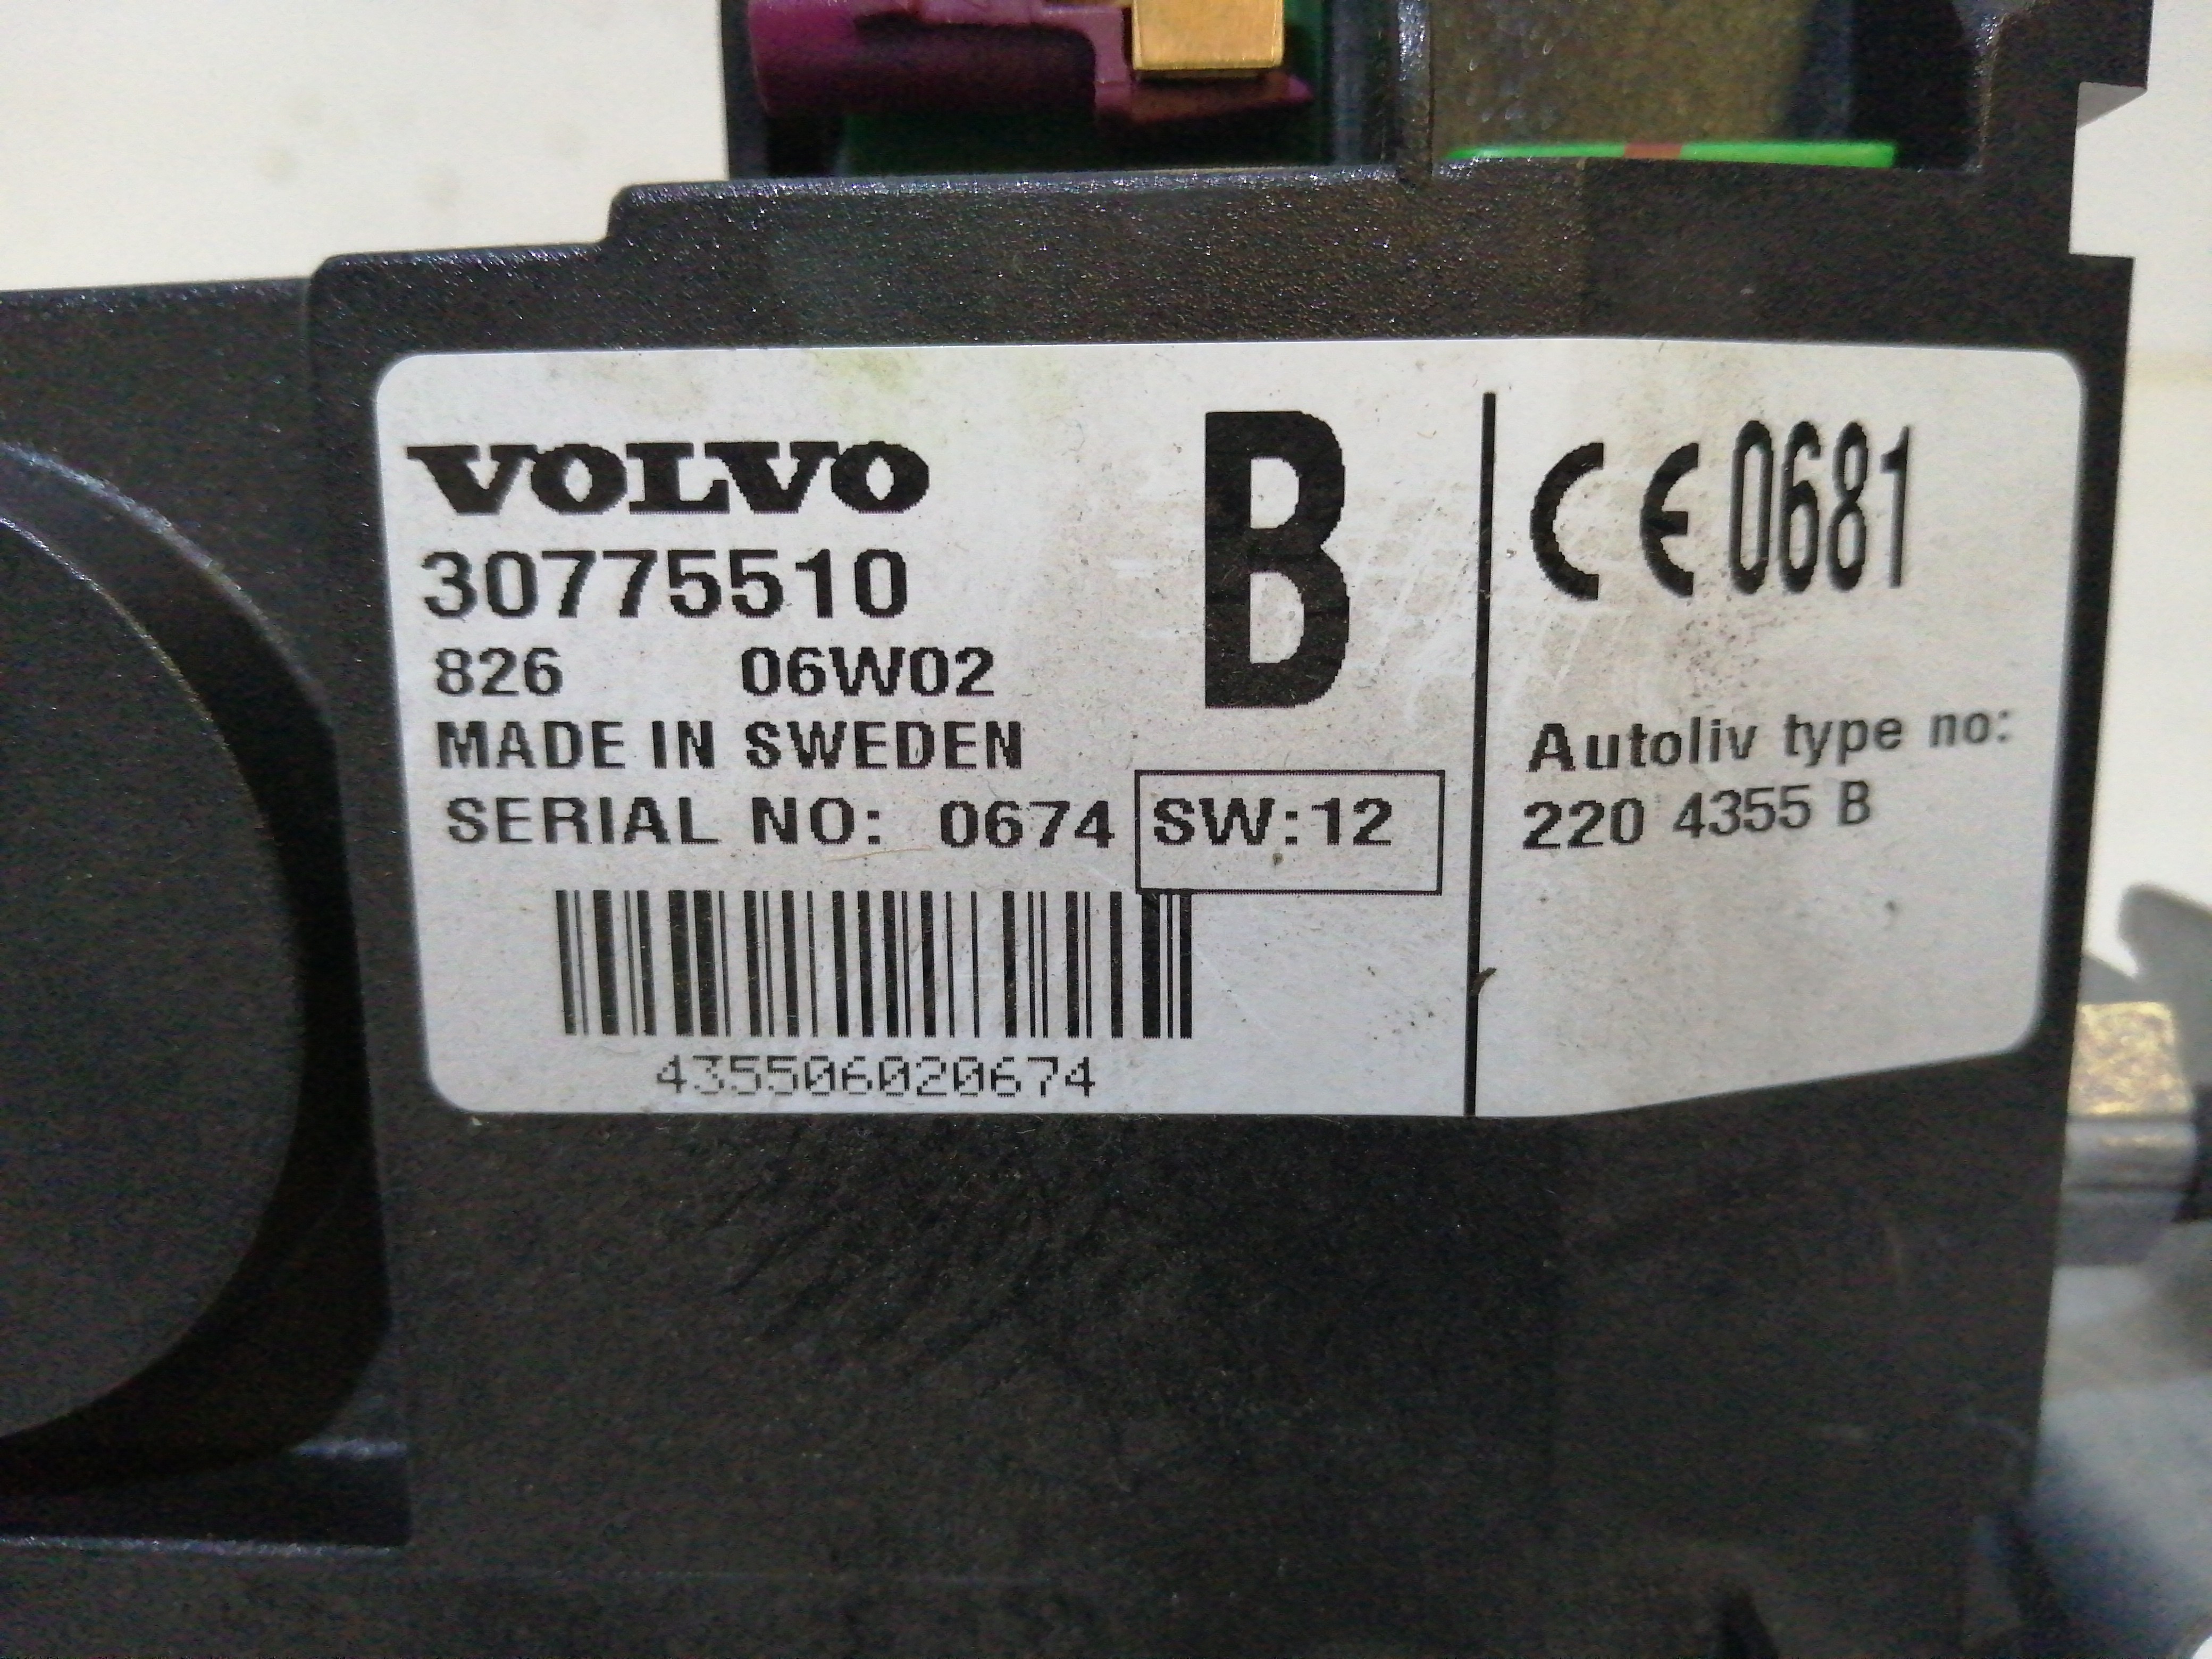 VOLVO
30775510
826 06W02
MADE IN SWEDEN
SERIAL NO: 0674
SW:12
435506020674
B
CE 0681
Autoliv type no:
220 4355 B